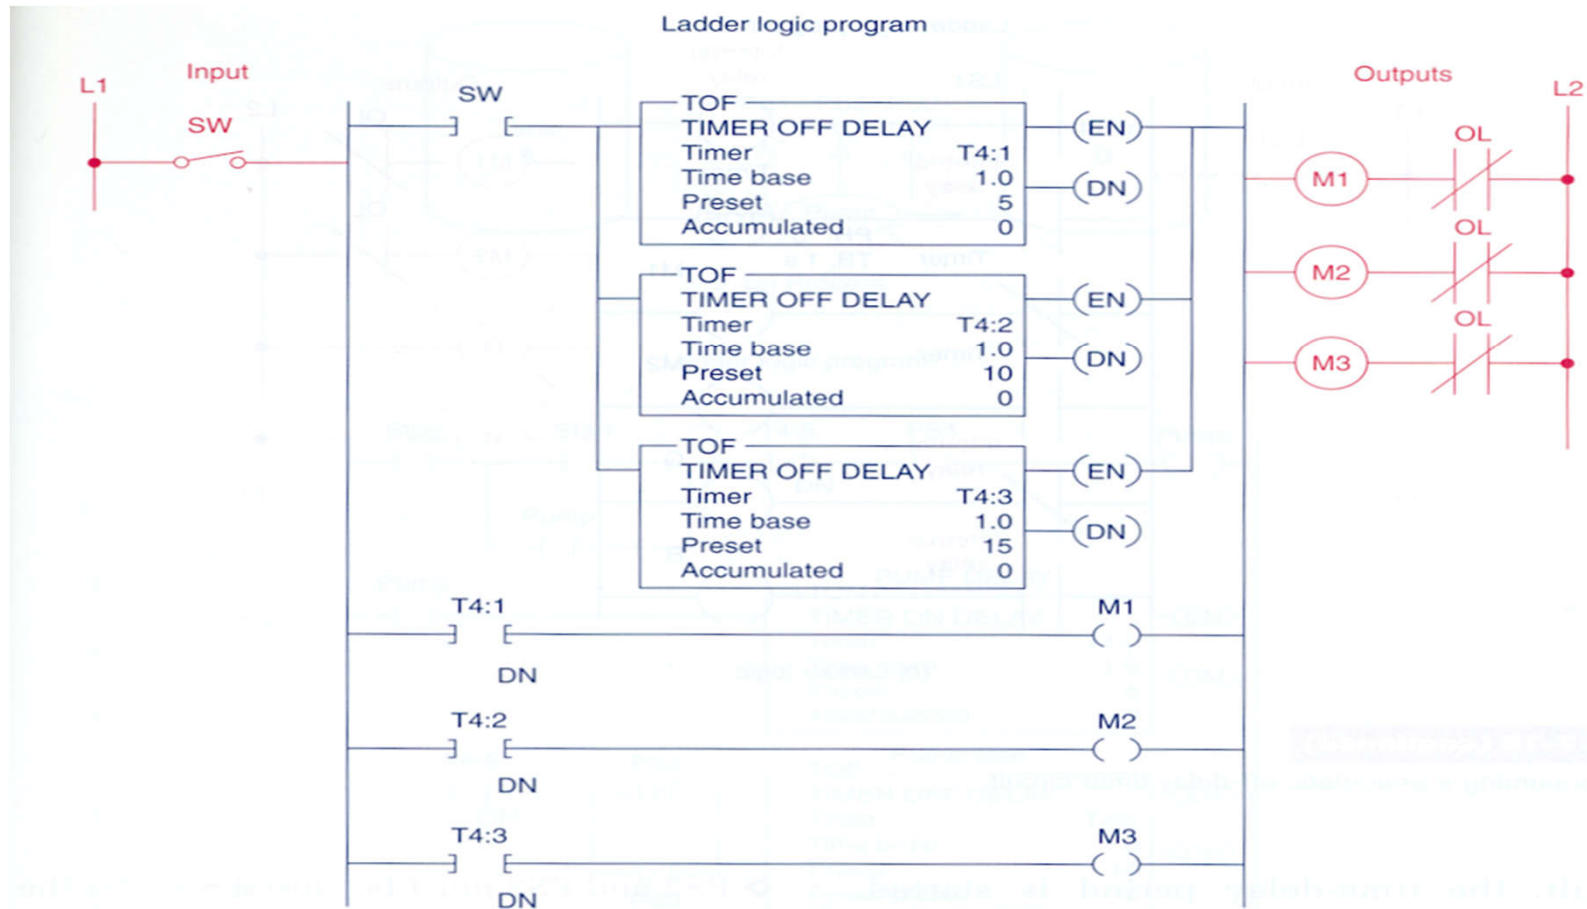 Ladder logic program
L1
Input
SW
SW
Outputs
L2
TOF
TIMER OFF DELAY
Timer T4:1
Time base 1.0
Preset 5
Accumulated 0
EN
DN
TOF
TIMER OFF DELAY
Timer T4:2
Time base 1.0
Preset 10
Accumulated 0
EN
DN
TOF
TIMER OFF DELAY
Timer T4:3
Time base 1.0
Preset 15
Accumulated 0
EN
DN
OL
M1
OL
M2
OL
M3
T4:1
DN
M1
T4:2
DN
M2
T4:3
DN
M3